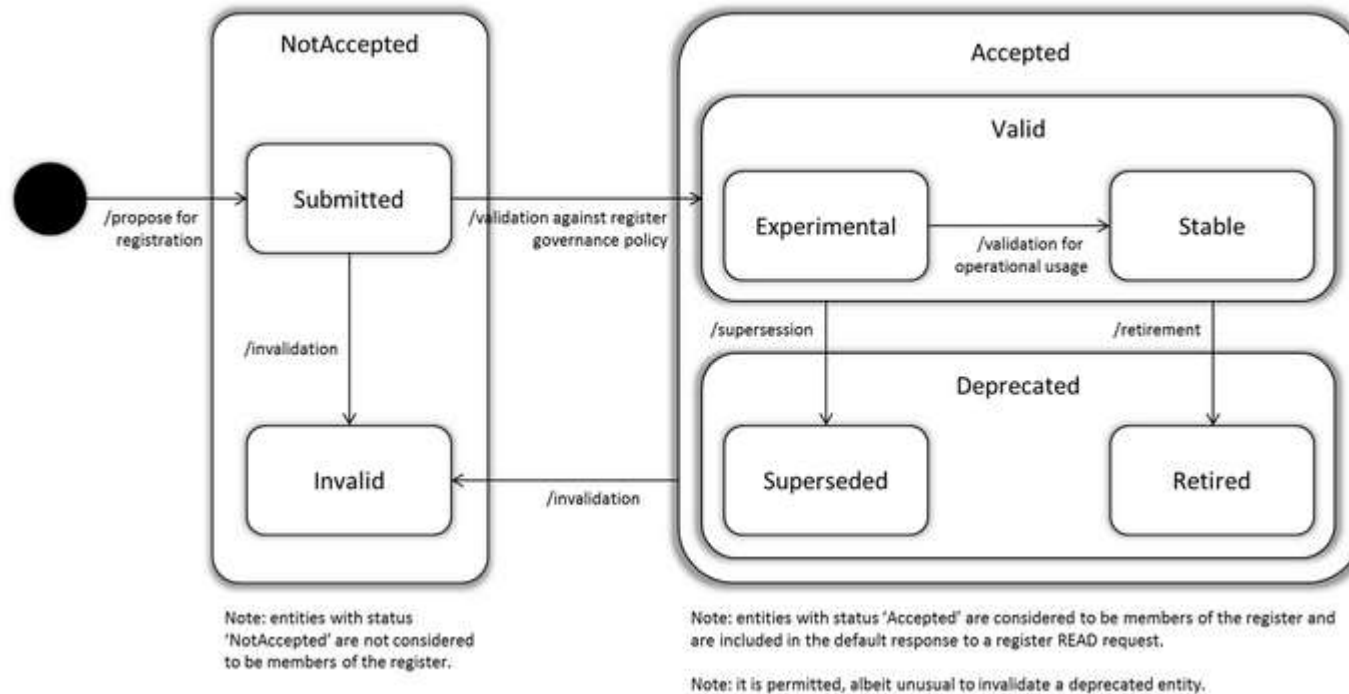 NotAccepted
Submitted
/propose for
registration
/invalidation
Invalid
/validation against register
governance policy
/invalidation
Accepted
Valid
Experimental
/validation for
operational usage
Stable
/supersession
/retirement
Deprecated
Superseded
Retired
Note: entities with status
‘NotAccepted’ are not considered
to be members of the register.
Note: entities with status ‘Accepted’ are considered to be members of the register and
are included in the default response to a register READ request.
Note: it is permitted, albeit unusual to invalidate a deprecated entity.